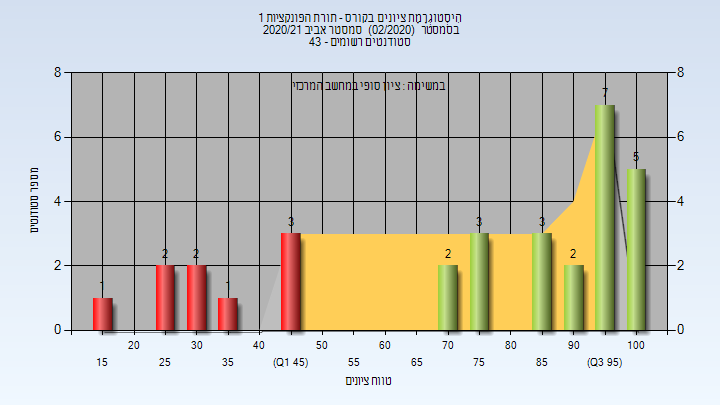 היסטוגרמת ציונים בקורס - תורת הפונקציות 1
בסמסטר (02/2020) סמסטר אביב 2020/21
סטודנטים רשומים - 43
במשימה : ציון סופי במחשב המרכזי
מספר סטודנטים
8 8
6 6
4 4
2 2
0 0
1 2 2 1 3 2 3 3 2 7 5
20 30 40 50 60 70 80 90 100
15 25 35 (Q1 45) 55 65 75 85 (Q3 95)
טווח ציונים